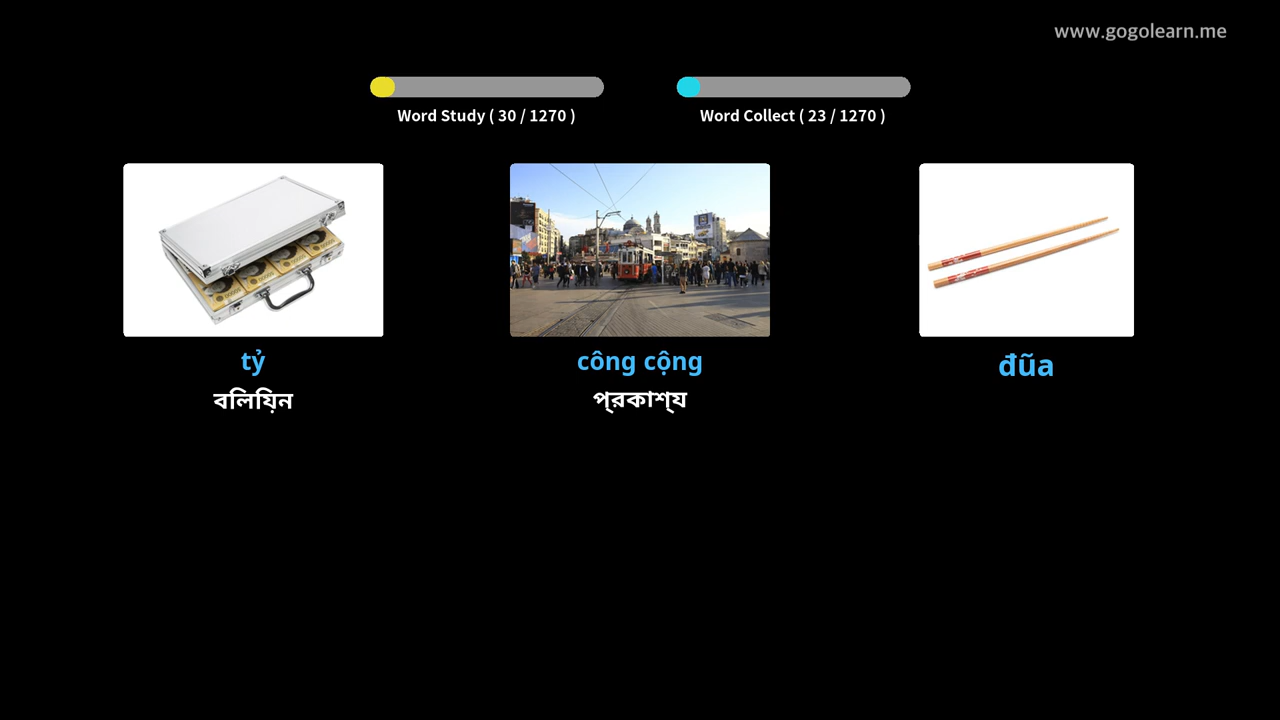 www.gogolearn.me
Word Study ( 30 / 1270 )
Word Collect ( 23 / 1270 )
tỷ
công cộng
đũa
বলিয়িন
প্রকাশ্য